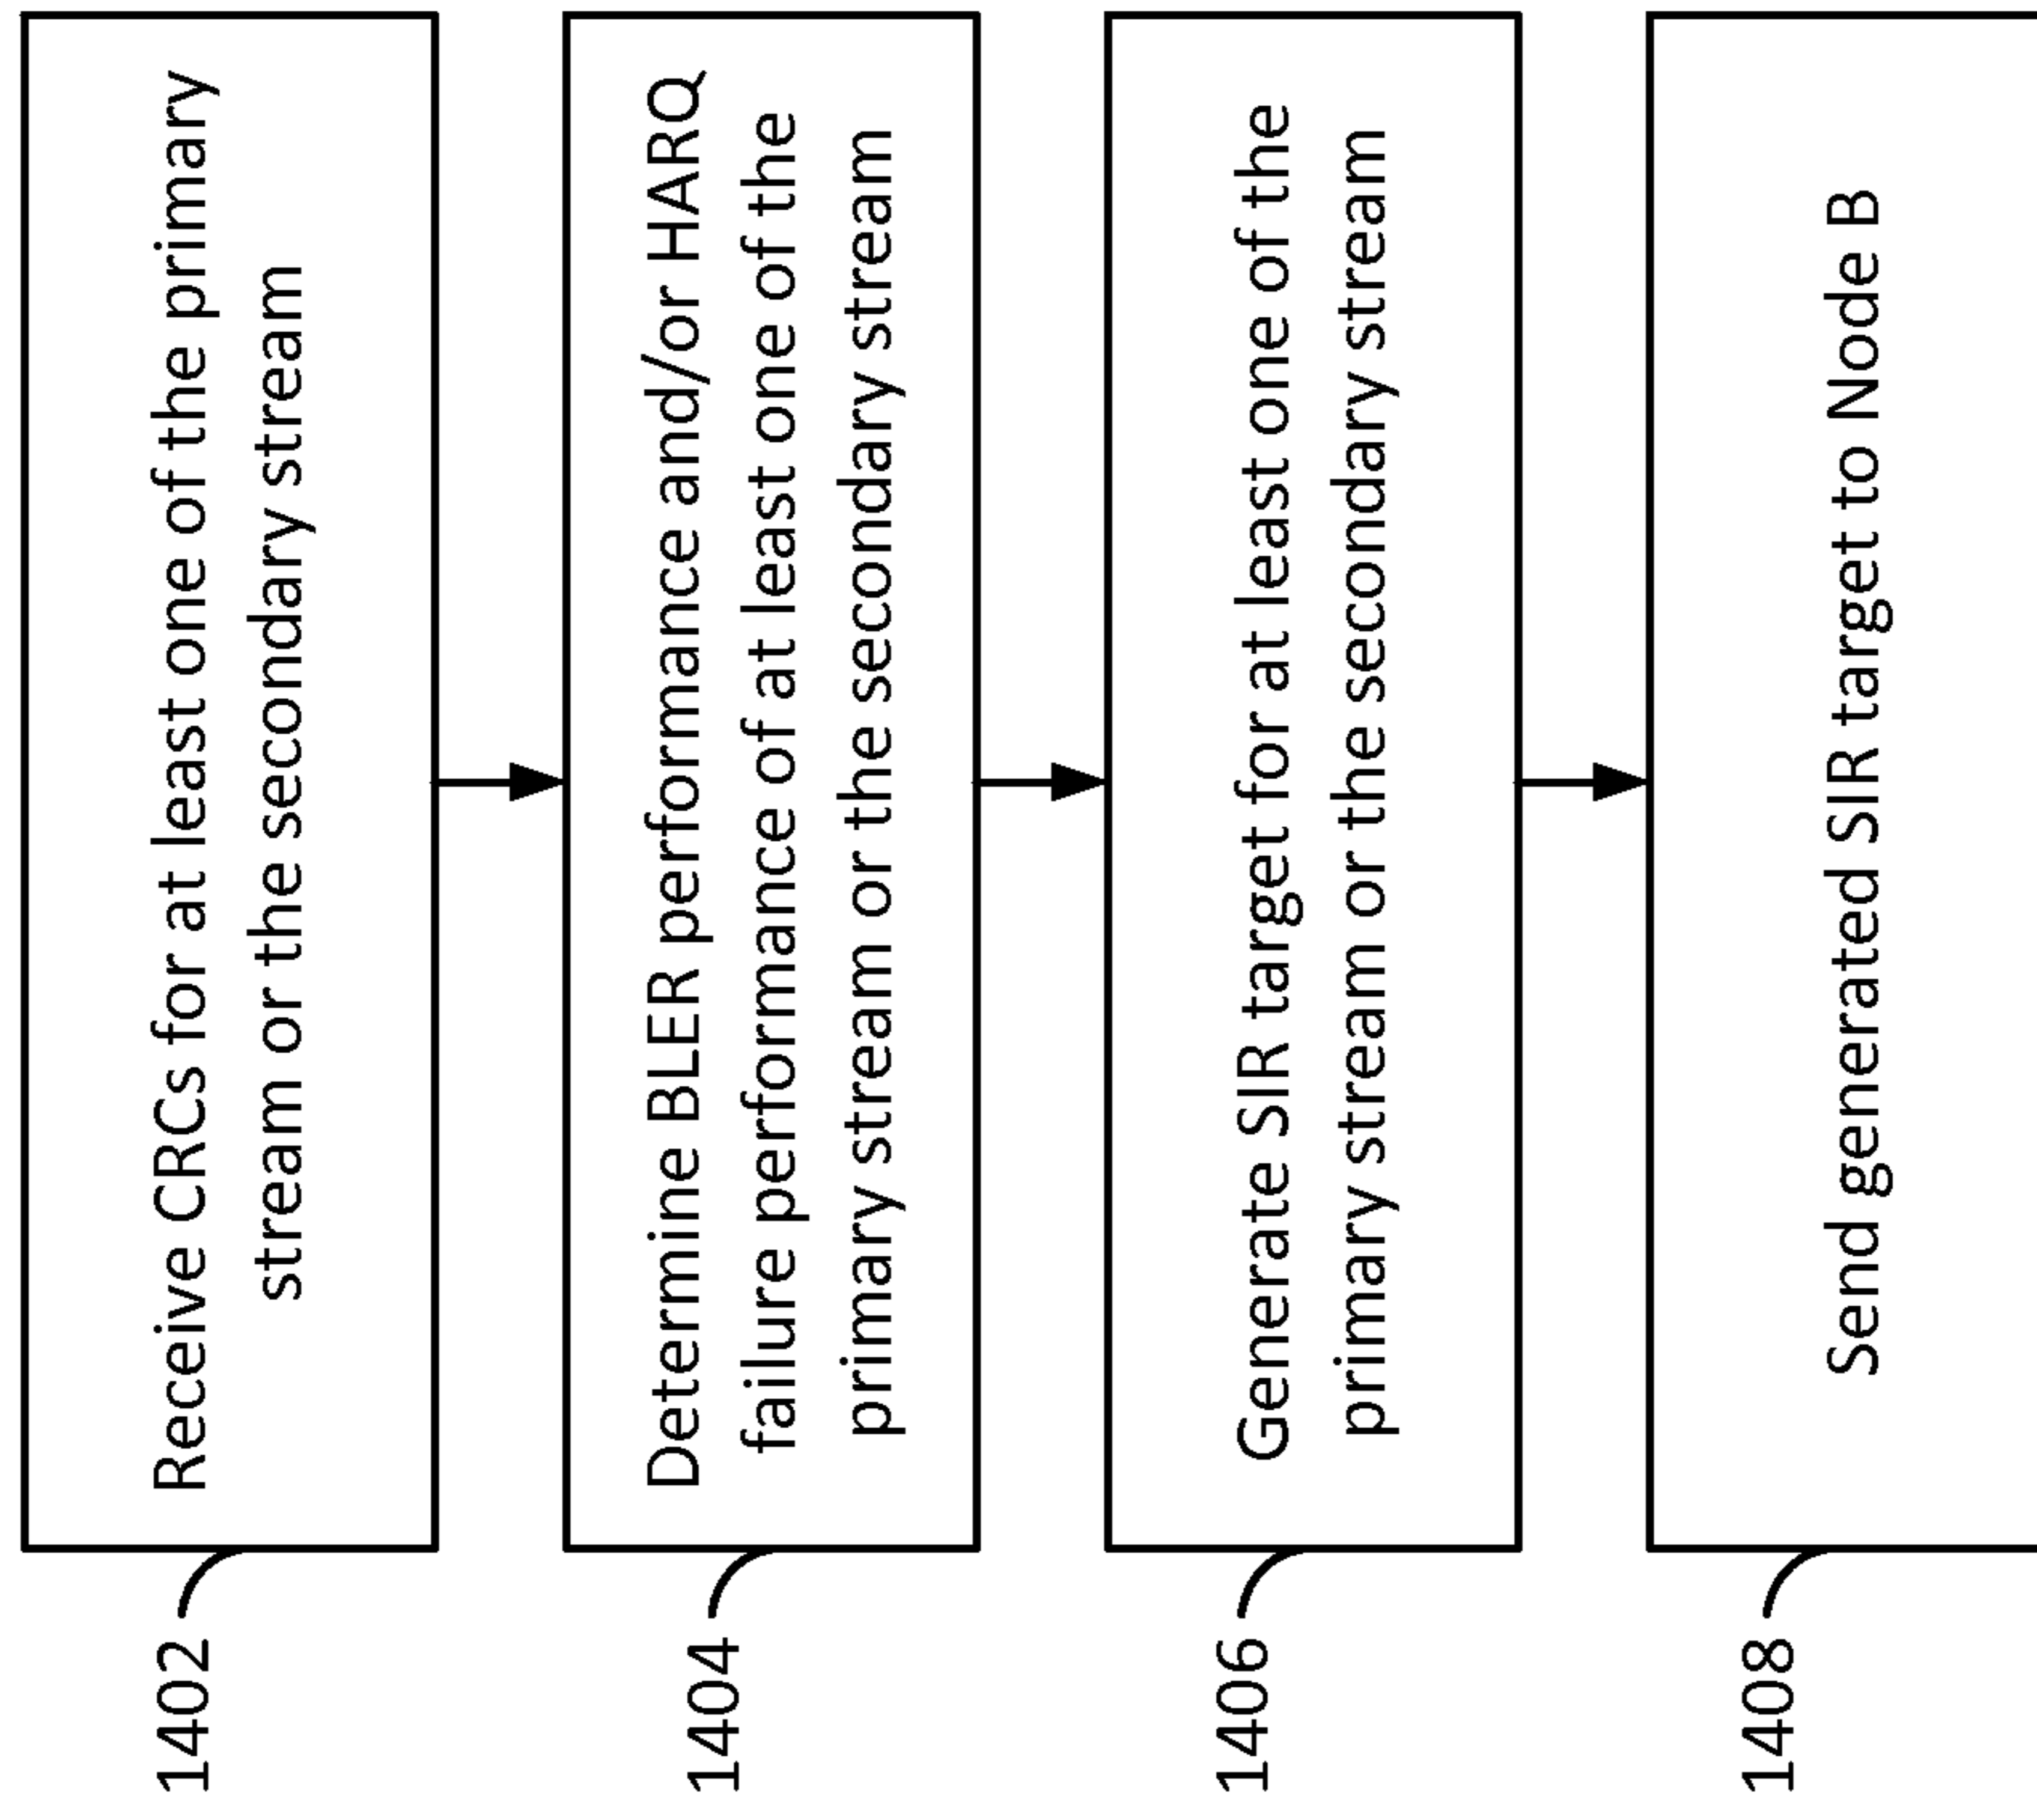 1402
Receive CRCs for at least one of the primary
stream or the secondary stream
1404
Determine BLER performance and/or HARQ
failure performance of at least one of the
primary stream or the secondary stream
1406
Generate SIR target for at least one of the
primary stream or the secondary stream
1408
Send generated SIR target to Node B